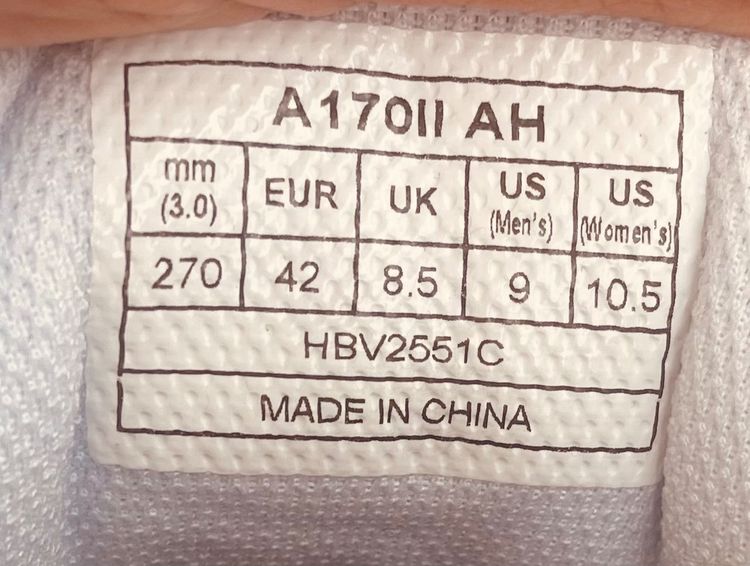 A170II AH
mm (3.0) EUR UK US (Men's) US (Women's)
270 42 8.5 9 10.5
HBV2551C
MADE IN CHINA